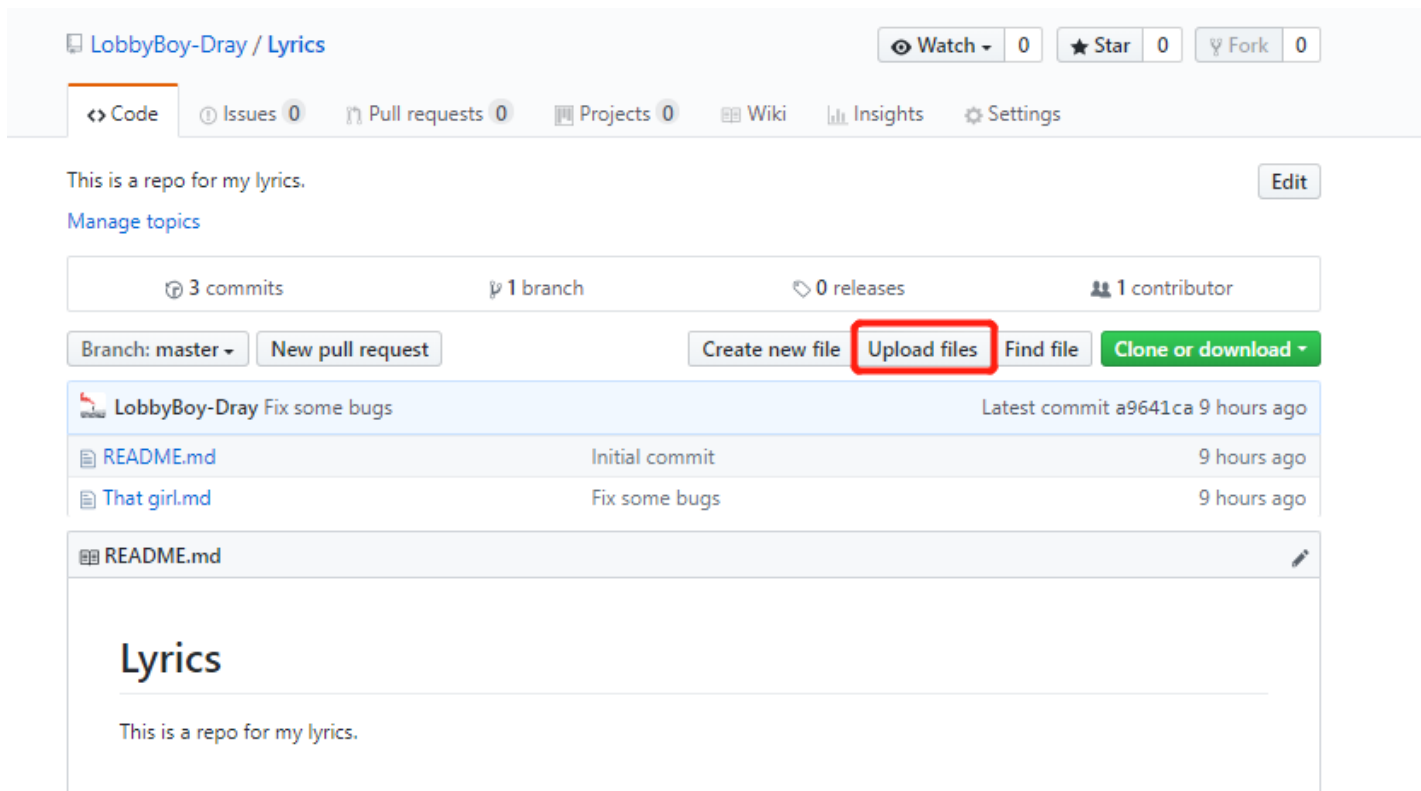 LobbyBoy-Dray / Lyrics Watch 0 Star 0 Fork 0
Code Issues 0 Pull requests 0 Projects 0 Wiki Insights Settings
This is a repo for my lyrics. Edit
Manage topics
3 commits 1 branch 0 releases 1 contributor
Branch: master New pull request Create new file Upload files Find file Clone or download
LobbyBoy-Dray Fix some bugs Latest commit a9641ca 9 hours ago
README.md Initial commit 9 hours ago
That girl.md Fix some bugs 9 hours ago
README.md
Lyrics
This is a repo for my lyrics.